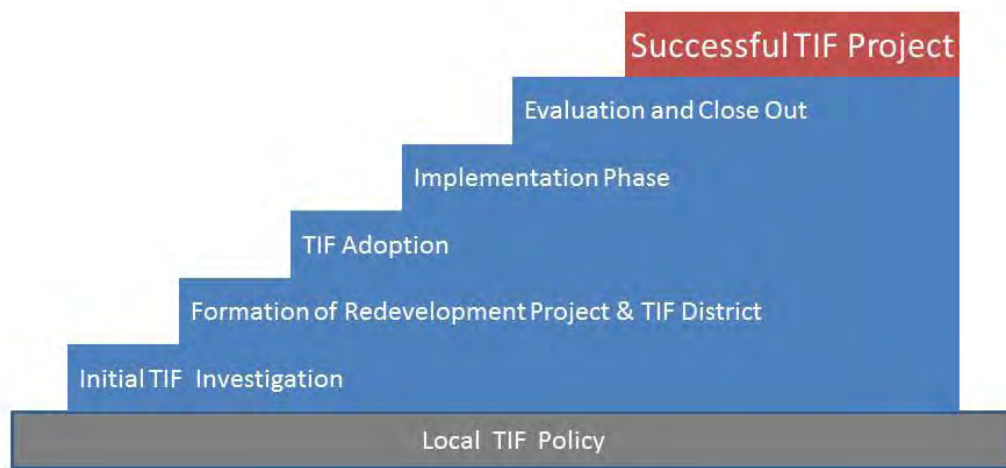 Successful TIF Project
Evaluation and Close Out
Implementation Phase
TIF Adoption
Formation of Redevelopment Project & TIF District
Initial TIF Investigation
Local TIF Policy